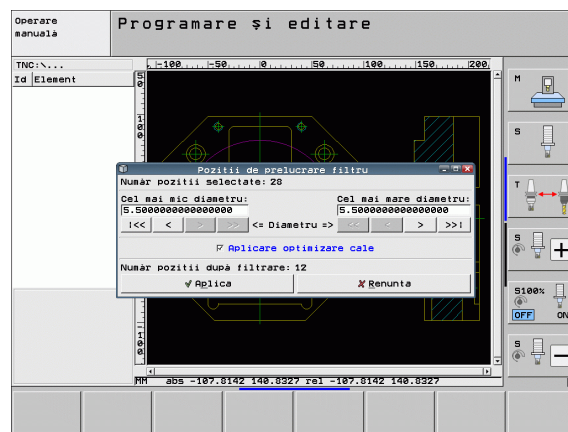 Operare
manuală
Programare și editare
TNC:\...
Id Element
-100 -50 0 50 100 150 200
Poziții de prelucrare filtru
Număr poziții selectate: 28
Cel mai mic diametru: Cel mai mare diametru:
5.5000000000000000 5.5000000000000000
|<< < > >> <= Diametru => << < > >>|
Aplicare optimizare cale
Număr poziții după filtrare: 12
Aplica Renunta
MM abs -107.8142 140.8327 rel -107.8142 140.8327
M
S
T
S
+
S100%
OFF ON
S